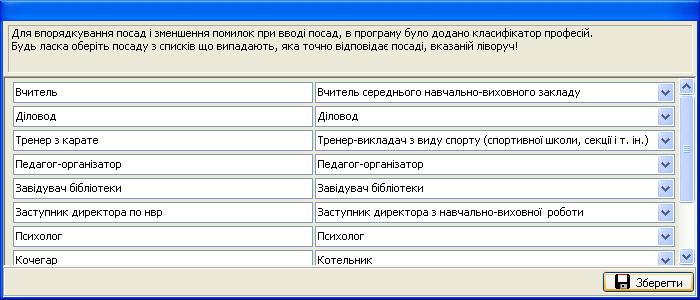 Для впорядкування посад і зменшення помилок при вводі посад, в програму було додано класифікатор професій.
Будь ласка оберіть посаду з списків що випадають, яка точно відповідає посаді, вказаній ліворуч!
Вчитель Вчитель середнього навчально-виховного закладу
Діловод Діловод
Тренер з карате Тренер-викладач з виду спорту (спортивної школи, секції і т. ін.)
Педагог-організатор Педагог-організатор
Завідувач бібліотеки Завідувач бібліотеки
Заступник директора по нвр Заступник директора з навчально-виховної роботи
Психолог Психолог
Кочегар Котельник
Зберегти